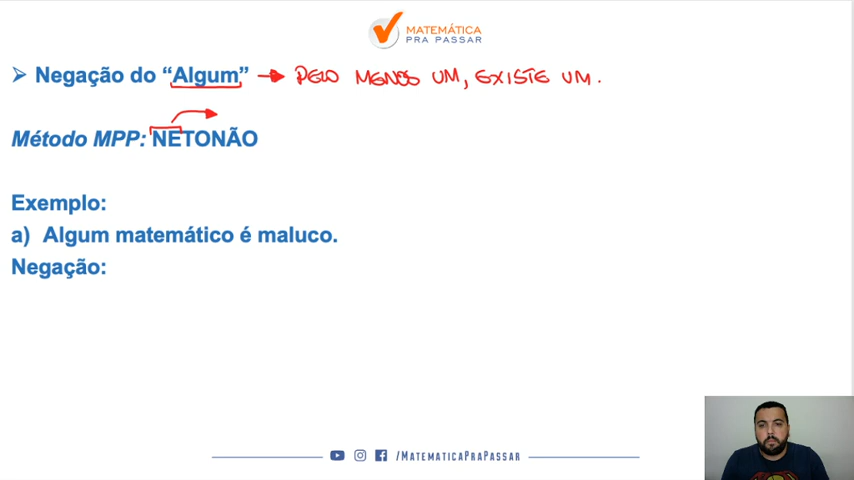 MATEMÁTICA
PRA PASSAR
➤ Negação do “Algum” → PELO MENOS UM, EXISTE UM.
Método MPP: NETONÃO
Exemplo:
a) Algum matemático é maluco.
Negação:
/MATEMATICAPRAPASSAR